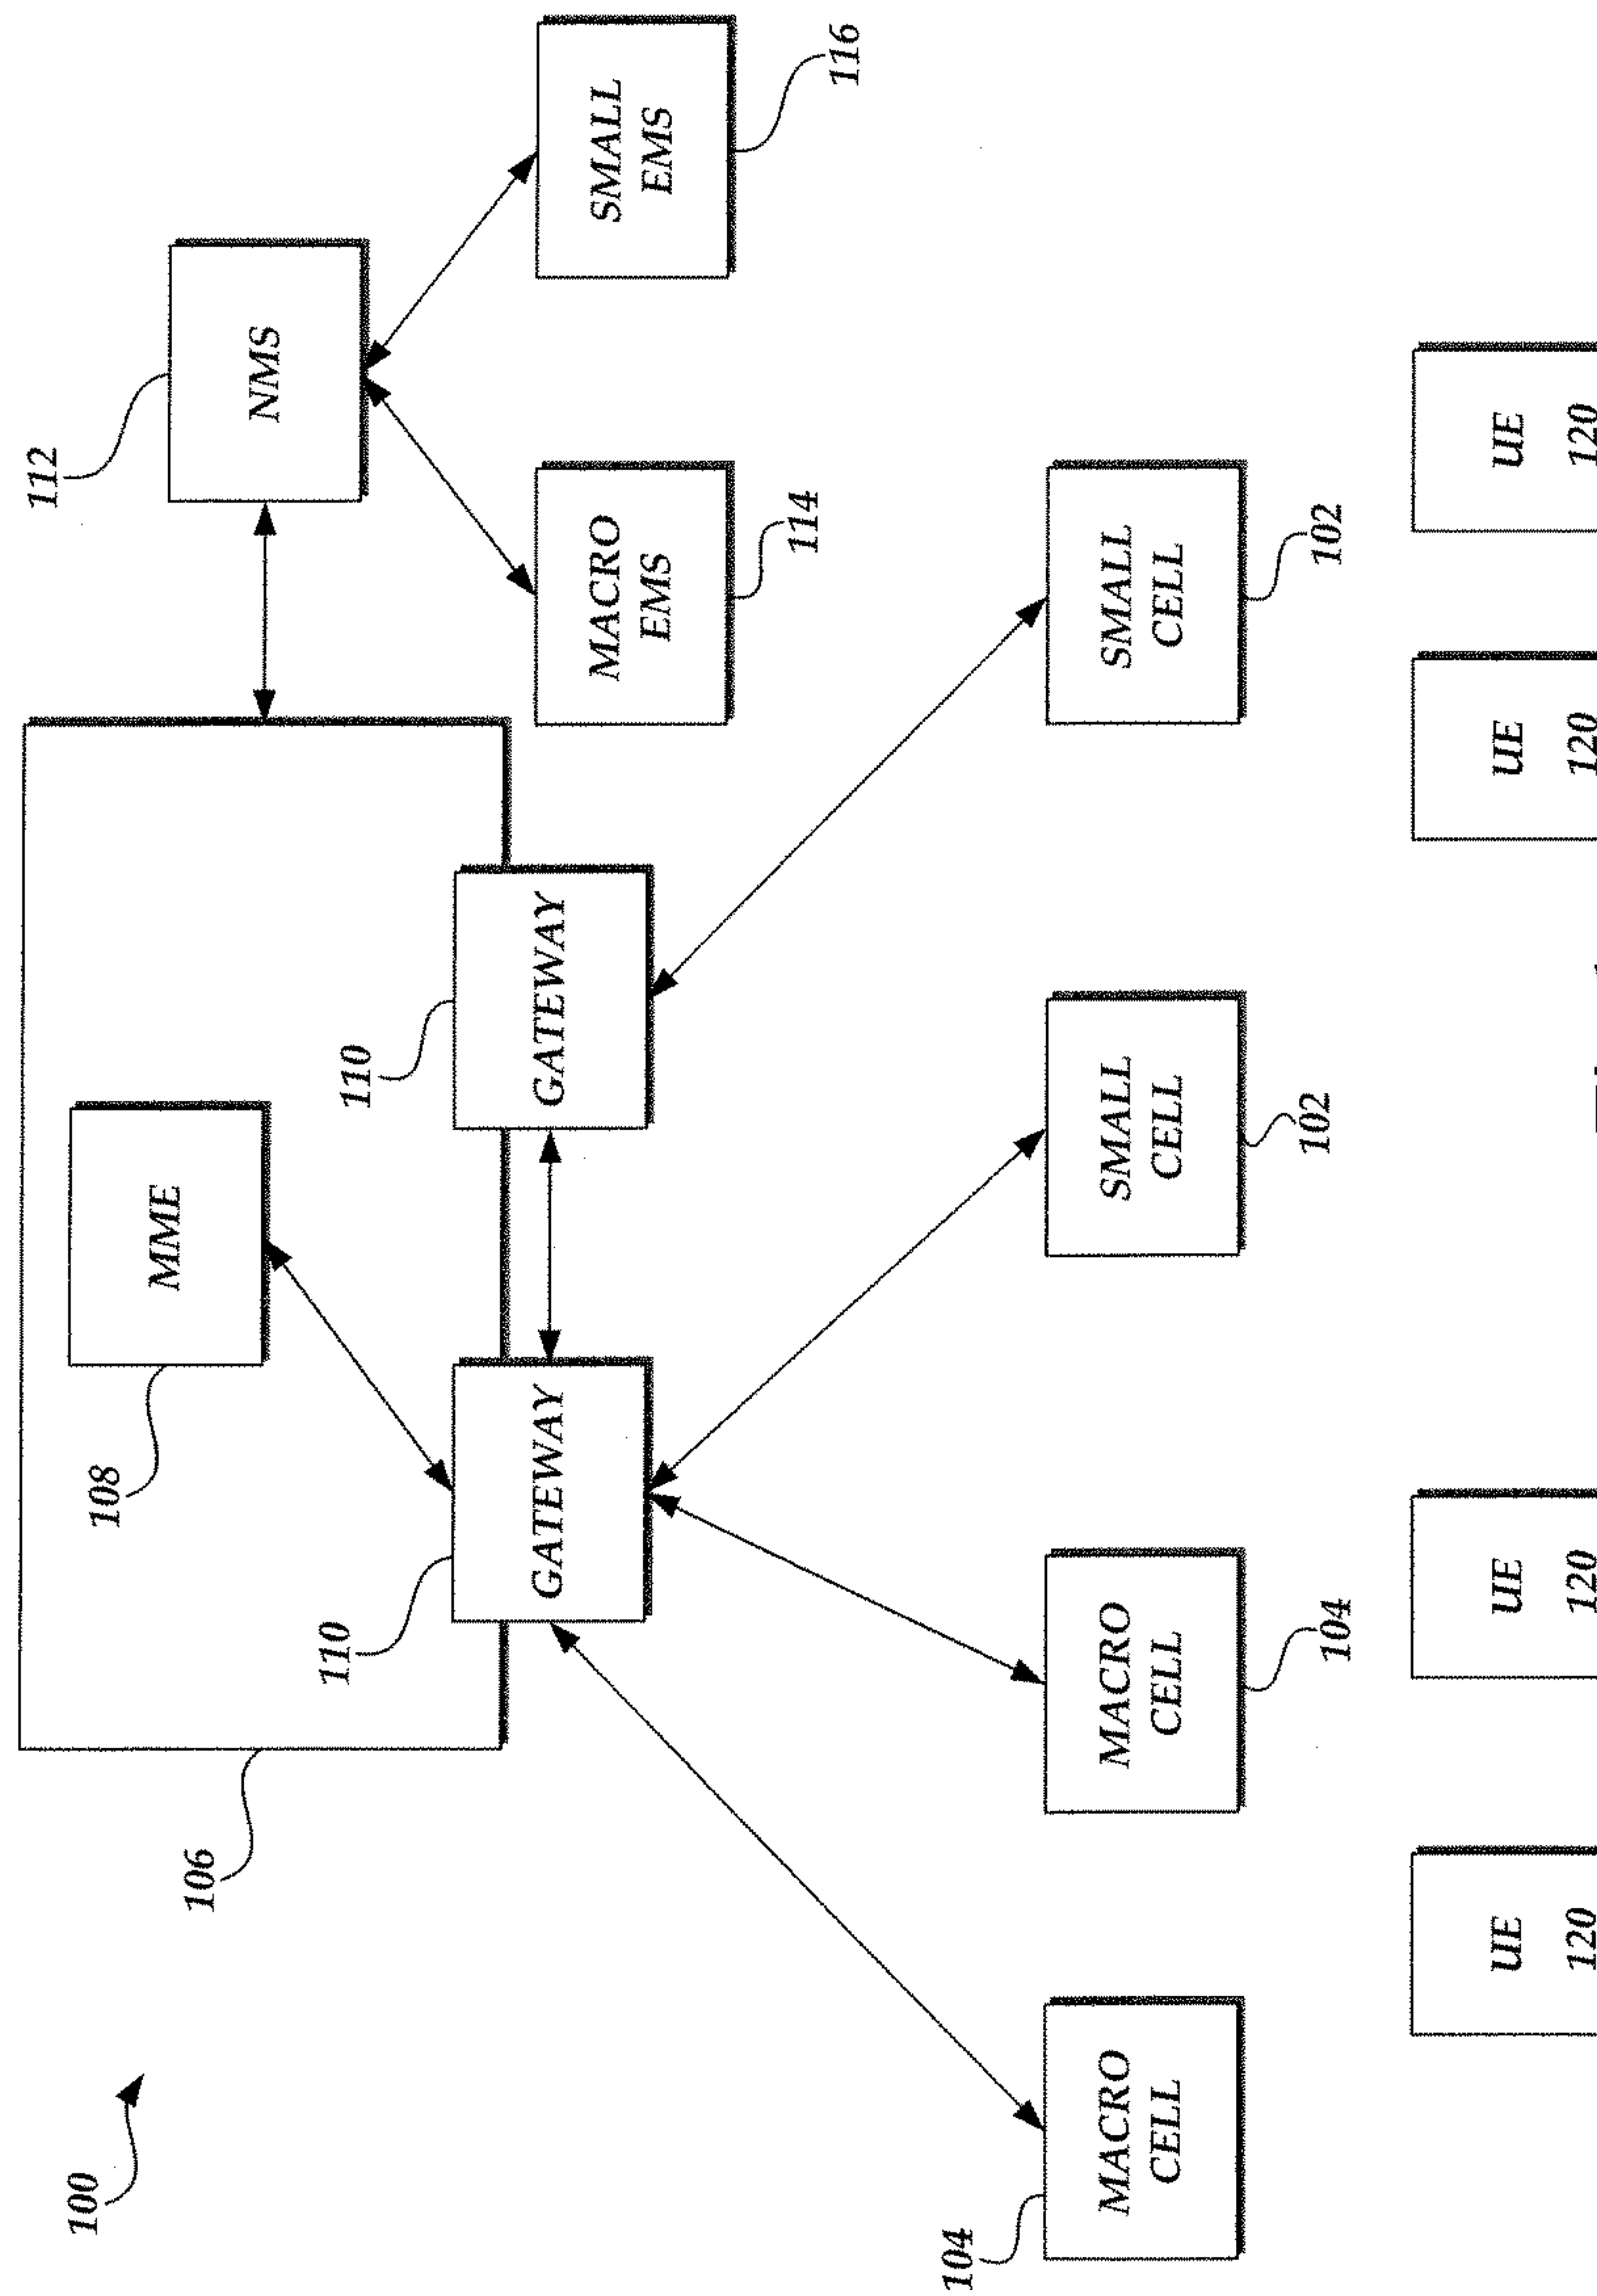 100
106
108
MME
112
NMS
110
GATEWAY
110
GATEWAY
MACRO
EMS
114
SMALL
EMS
116
104
MACRO
CELL
MACRO
CELL
104
SMALL
CELL
102
SMALL
CELL
102
UE
120
UE
120
UE
120
UE
120